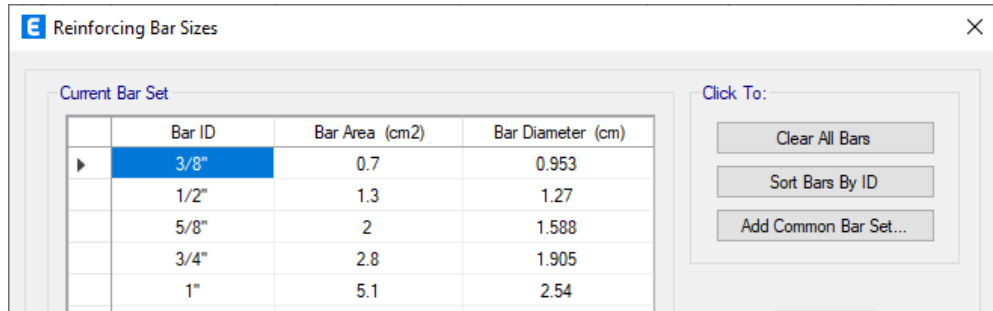 E Reinforcing Bar Sizes
Current Bar Set
Click To:
Bar ID Bar Area (cm2) Bar Diameter (cm)
Clear All Bars
3/8" 0.7 0.953
1/2" 1.3 1.27
Sort Bars By ID
5/8" 2 1.588
Add Common Bar Set...
3/4" 2.8 1.905
1" 5.1 2.54